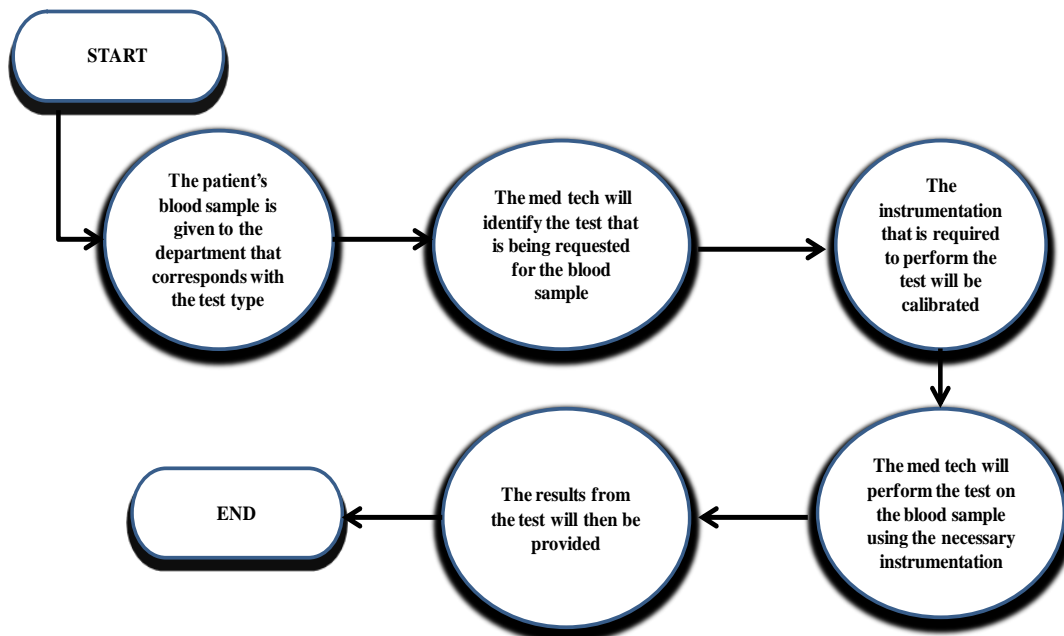 START
The patient’s
blood sample is
given to the
department that
corresponds with
the test type
The med tech will
identify the test that
is being requested
for the blood
sample
The
instrumentation
that is required
to perform the
test will be
calibrated
The med tech will
perform the test on
the blood sample
using the necessary
instrumentation
The results from
the test will then be
provided
END